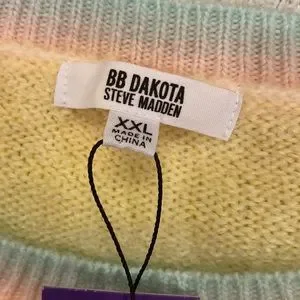 BB DAKOTA
STEVE MADDEN
XXL
MADE IN
CHINA